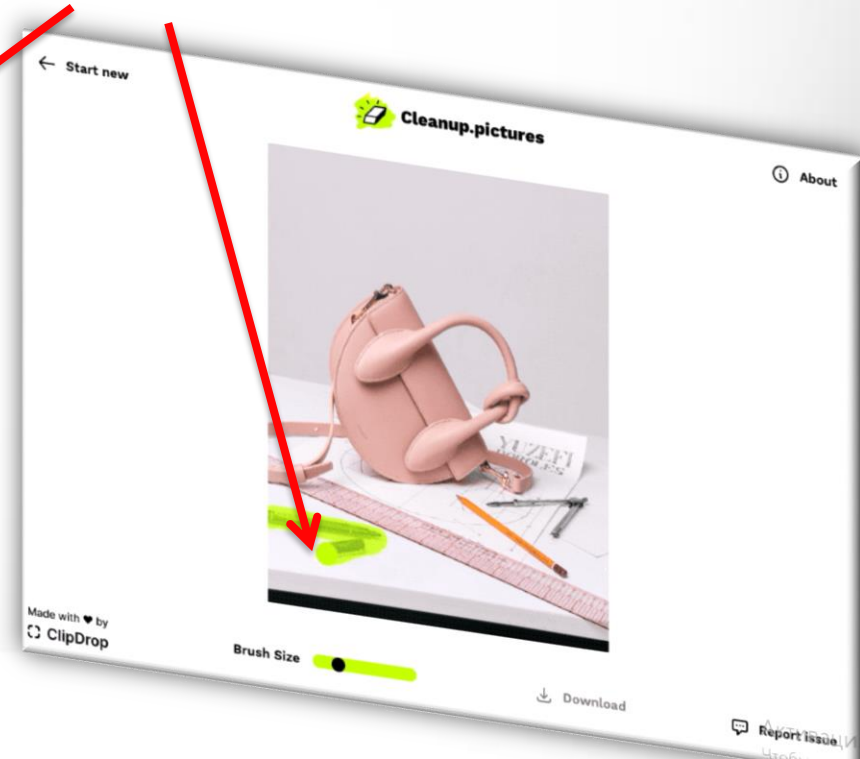 Start new
Cleanup.pictures
About
YUZEFI
Made with ♥ by
ClipDrop
Brush Size
Download
Report issue